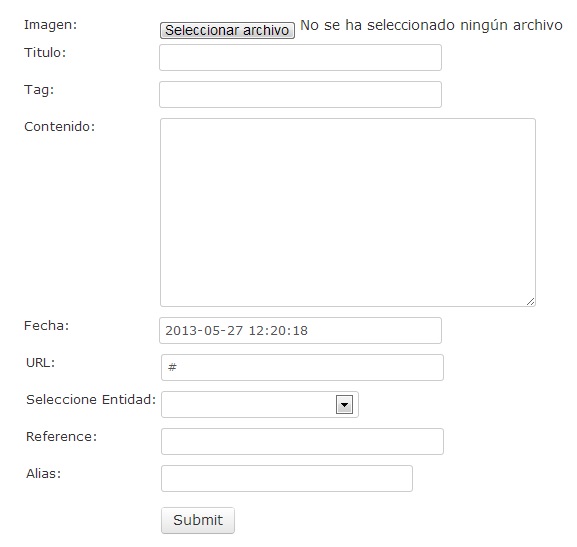 Imagen: Seleccionar archivo No se ha seleccionado ningún archivo
Titulo:
Tag:
Contenido:
Fecha: 2013-05-27 12:20:18
URL: #
Seleccione Entidad:
Reference:
Alias:
Submit